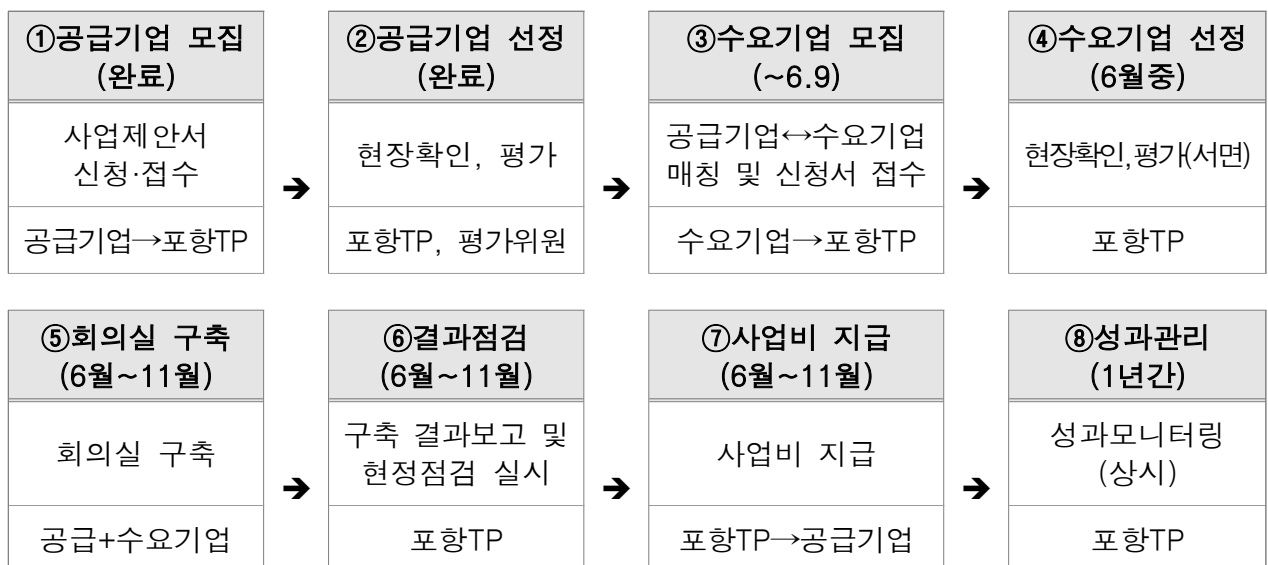 ①공급기업 모집
(완료)
사업제안서
신청·접수
공급기업→포항TP
➔
②공급기업 선정
(완료)
현장확인, 평가
포항TP, 평가위원
➔
③수요기업 모집
(~6.9)
공급기업↔수요기업
매칭 및 신청서 접수
수요기업→포항TP
➔
④수요기업 선정
(6월중)
현장확인,평가(서면)
포항TP
⑤회의실 구축
(6월~11월)
회의실 구축
공급+수요기업
➔
⑥결과점검
(6월~11월)
구축 결과보고 및
현정점검 실시
포항TP
➔
⑦사업비 지급
(6월~11월)
사업비 지급
포항TP→공급기업
➔
⑧성과관리
(1년간)
성과모니터링
(상시)
포항TP